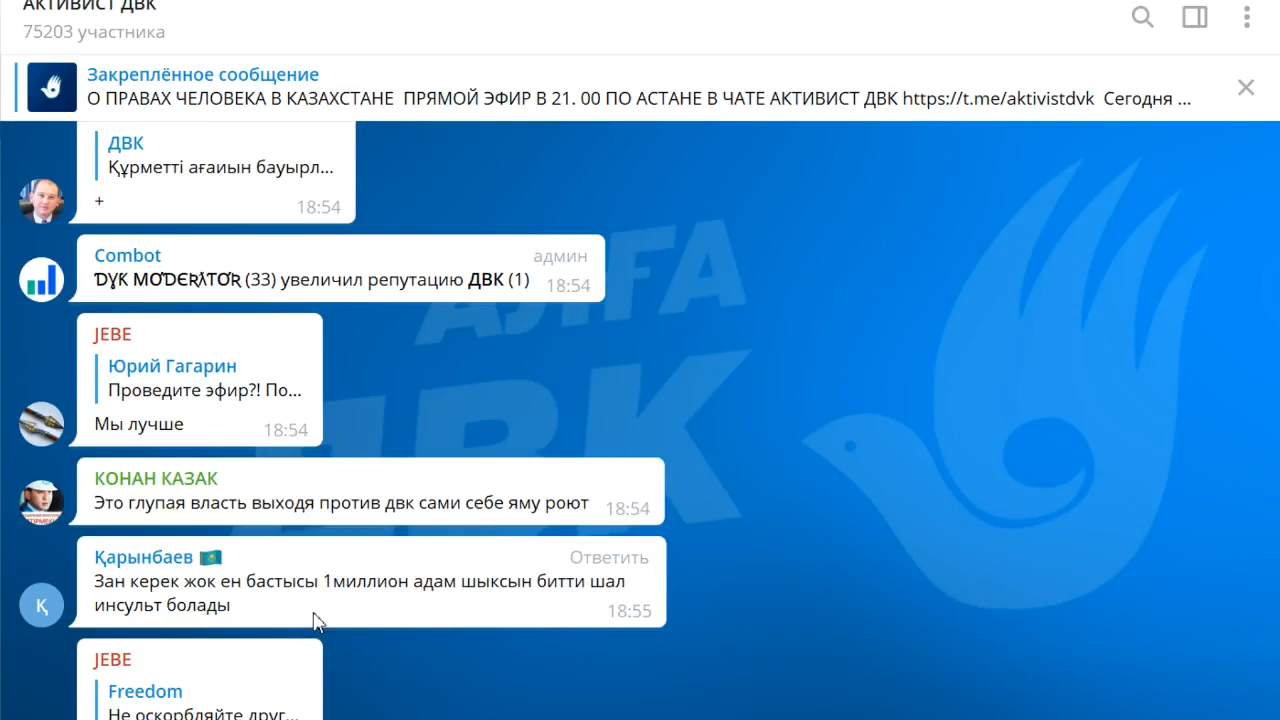 АКТИВИСТ ДВК
75203 участника
Закреплённое сообщение
О ПРАВАХ ЧЕЛОВЕКА В КАЗАХСТАНЕ ПРЯМОЙ ЭФИР В 21. 00 ПО АСТАНЕ В ЧАТЕ АКТИВИСТ ДВК https://t.me/aktivistdvk Сегодня ...
ДВК
Құрметті ағаиын бауырл...
+
18:54
Combot
админ
ƊƔƘ MƠƊЄƦƛƬƠƦ (33) увеличил репутацию ДВК (1)
18:54
JEBE
Юрий Гагарин
Проведите эфир?! По...
Мы лучше
18:54
КОНАН КАЗАК
Это глупая власть выходя против двк сами себе яму роют
18:54
Қарынбаев
Ответить
Зан керек жок ен бастысы 1миллион адам шыксын битти шал
инсульт болады
18:55
Қ
JEBE
Freedom
Не оскорбляйте друг...
АЛҒА
ДВК